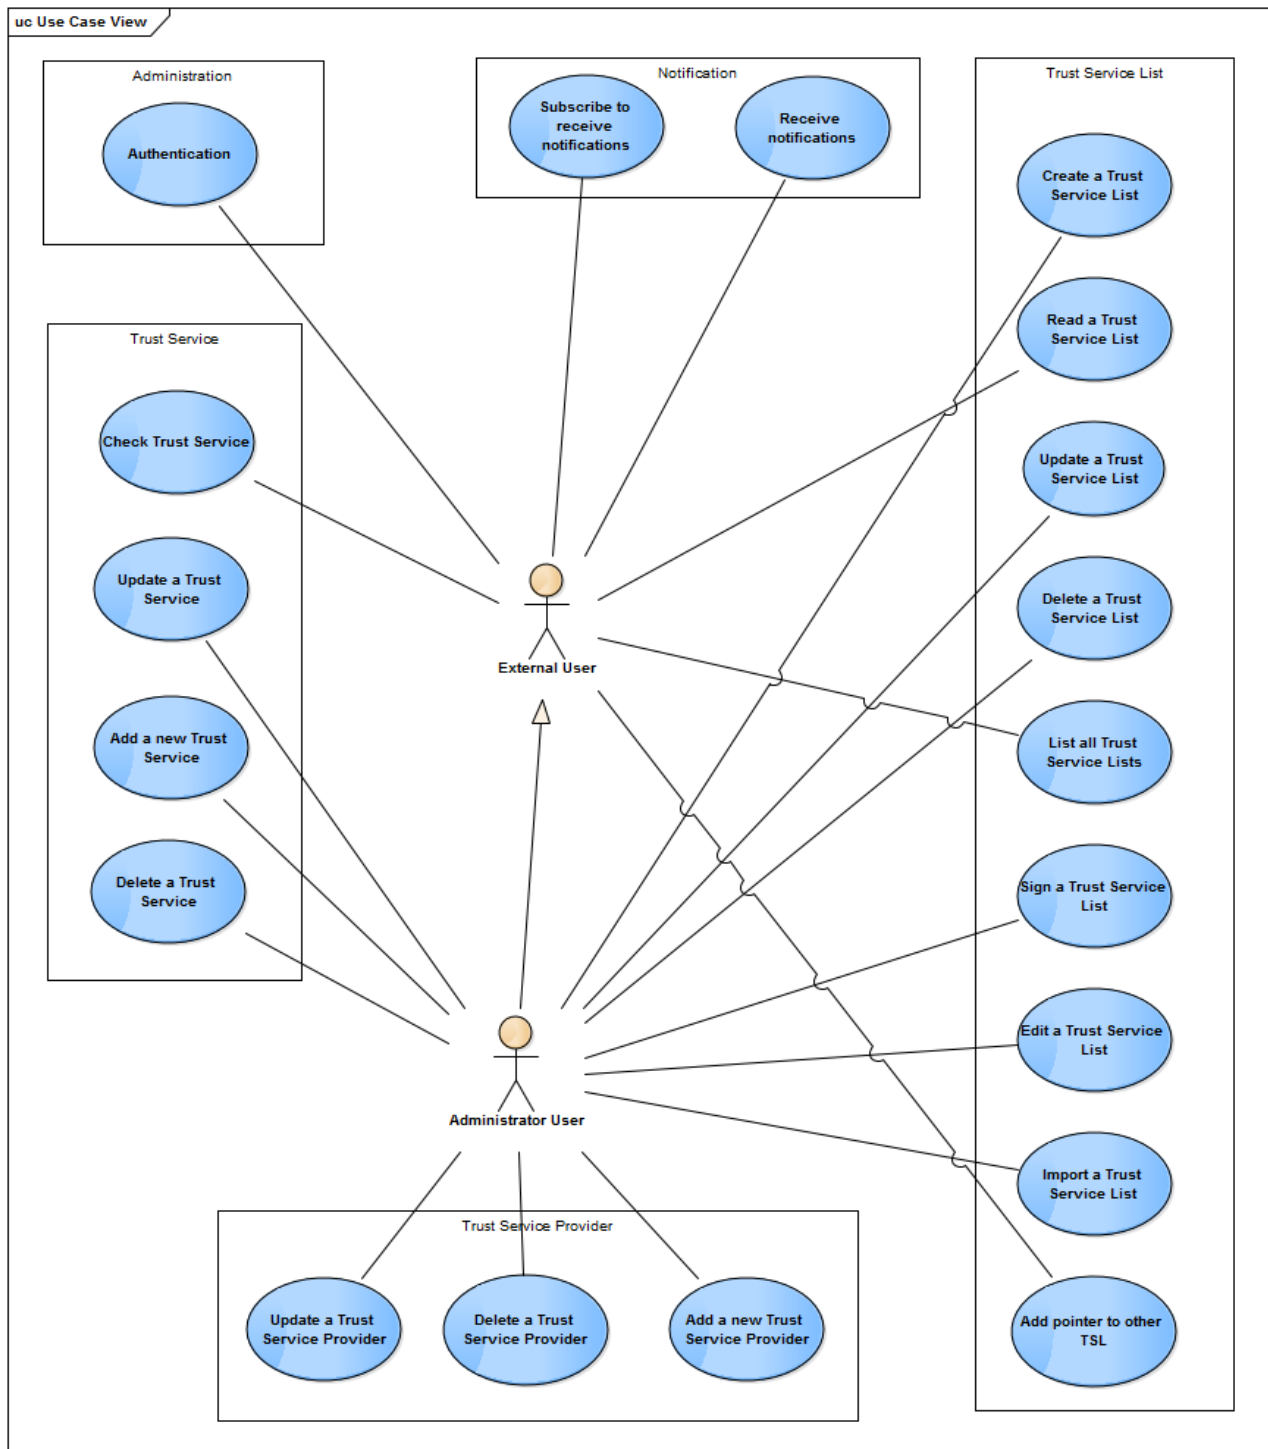 uc Use Case View
Administration
Authentication
Notification
Subscribe to
receive
notifications
Receive
notifications
Trust Service List
Create a Trust
Service List
Read a Trust
Service List
Update a Trust
Service List
Delete a Trust
Service List
List all Trust
Service Lists
Sign a Trust Service
List
Edit a Trust Service
List
Import a Trust
Service List
Add pointer to other
TSL
Trust Service
Check Trust Service
Update a Trust
Service
Add a new Trust
Service
Delete a Trust
Service
External User
Administrator User
Trust Service Provider
Update a Trust
Service Provider
Delete a Trust
Service Provider
Add a new Trust
Service Provider